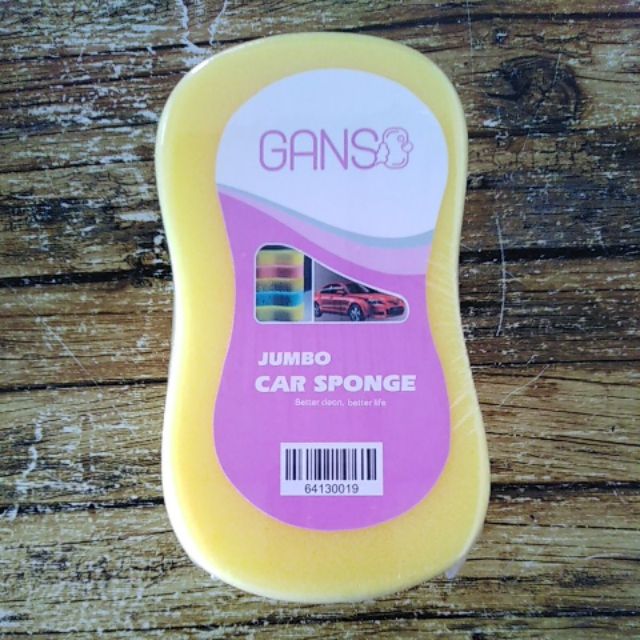 GANSO
JUMBO
CAR SPONGE
Better clean, better life
64130019